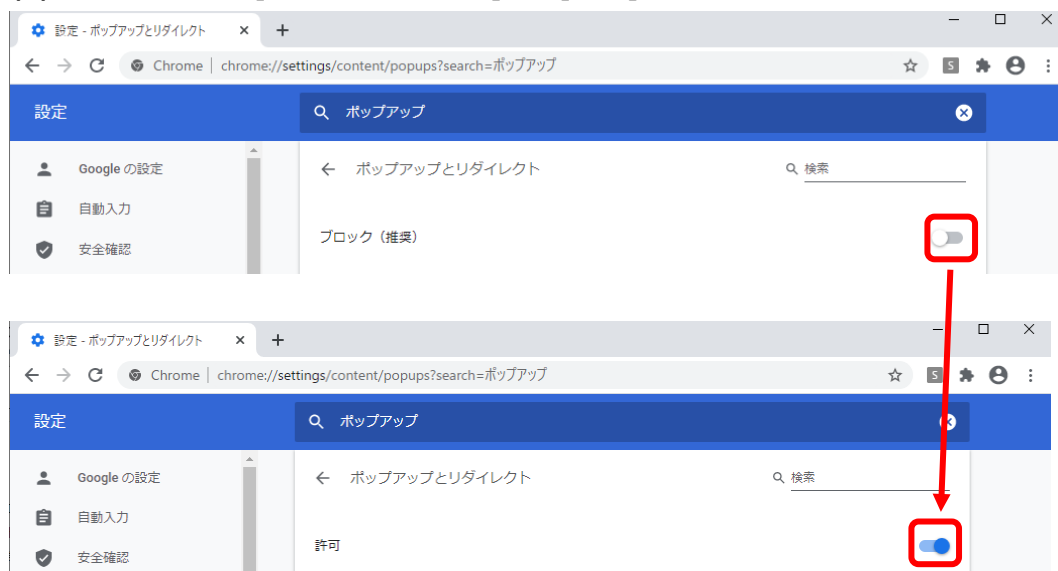 設定 - ポップアップとリダイレクト
Chrome | chrome://settings/content/popups?search=ポップアップ
S
設定
ポップアップ
Google の設定
ポップアップとリダイレクト
検索
自動入力
ブロック（推奨）
安全確認
設定 - ポップアップとリダイレクト
Chrome | chrome://settings/content/popups?search=ポップアップ
S
設定
ポップアップ
Google の設定
ポップアップとリダイレクト
検索
自動入力
許可
安全確認